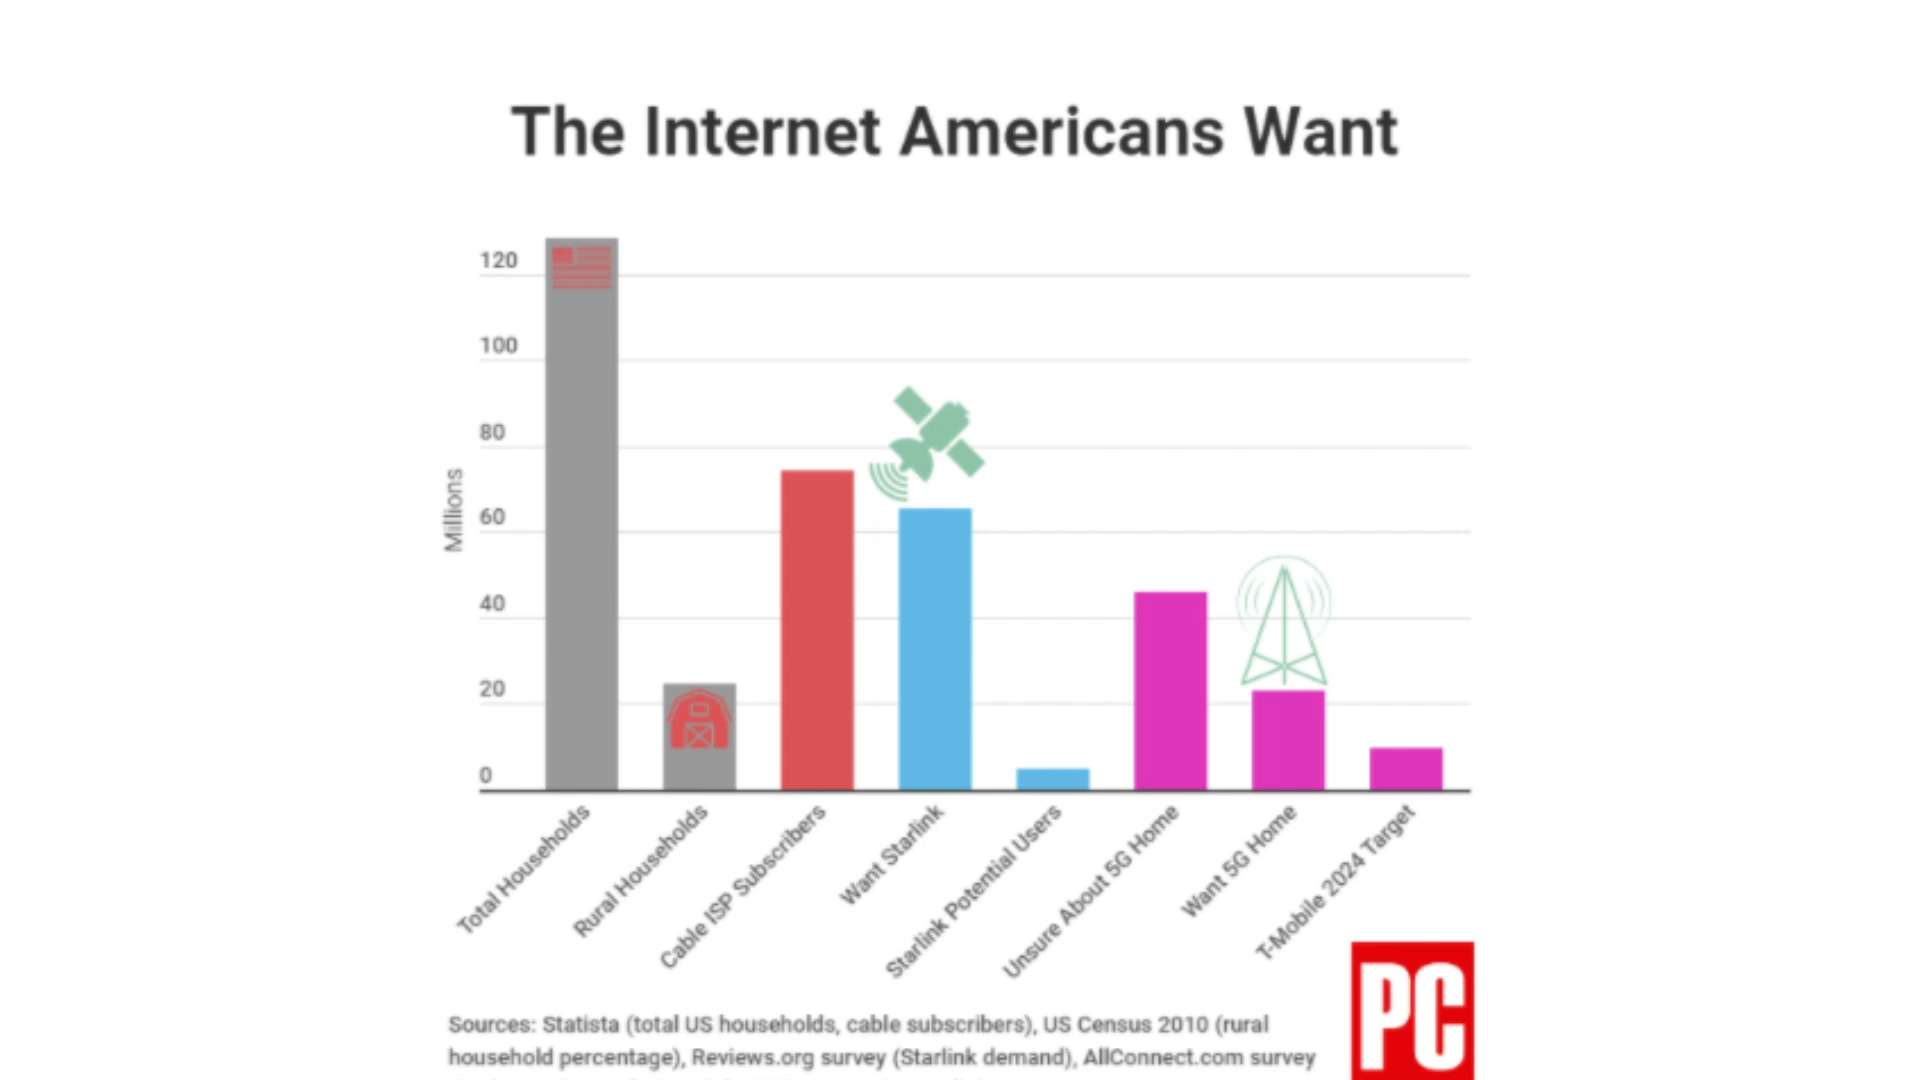 The Internet Americans Want
120
100
80
60
40
20
0
Millions
Total Households
Rural Households
Cable ISP Subscribers
Want Starlink
Starlink Potential Users
Unsure About 5G Home
Want 5G Home
T-Mobile 2024 Target
Sources: Statista (total US households, cable subscribers), US Census 2010 (rural
household percentage), Reviews.org survey (Starlink demand), AllConnect.com survey
PC